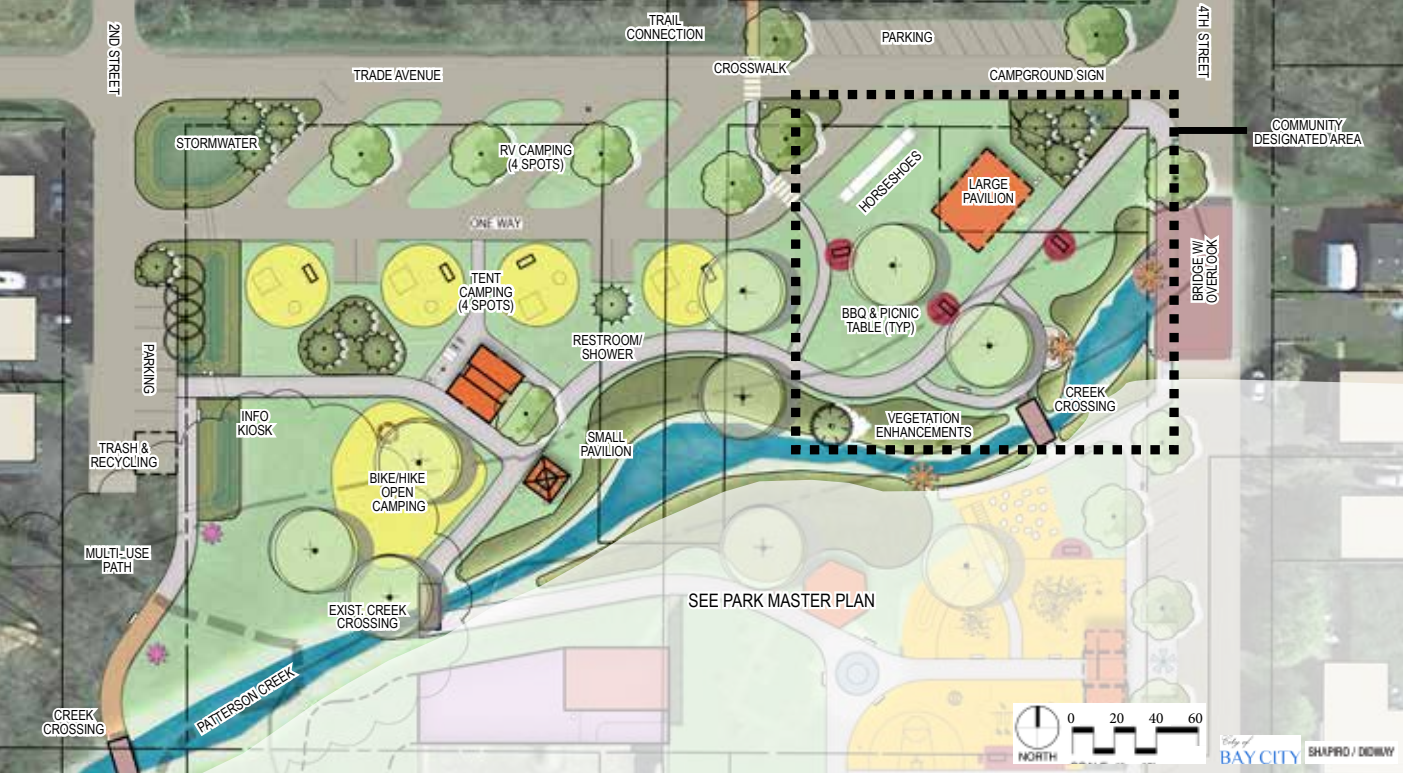 2ND STREET
TRAIL
CONNECTION
PARKING
4TH STREET
TRADE AVENUE
CROSSWALK
CAMPGROUND SIGN
STORMWATER
RV CAMPING
(4 SPOTS)
HORSESHOES
LARGE
PAVILION
COMMUNITY
DESIGNATED AREA
ONE WAY
TENT
CAMPING
(4 SPOTS)
BRIDGE W/
OVERLOOK
BBQ & PICNIC
TABLE (TYP)
RESTROOM/
SHOWER
PARKING
INFO
KIOSK
SMALL
PAVILION
VEGETATION
ENHANCEMENTS
CREEK
CROSSING
TRASH &
RECYCLING
BIKE/HIKE
OPEN
CAMPING
MULTI-USE
PATH
EXIST. CREEK
CROSSING
SEE PARK MASTER PLAN
PATTERSON CREEK
CREEK
CROSSING
0 20 40 60
NORTH
City of
BAY CITY
SHAPIRO / DIDWAY